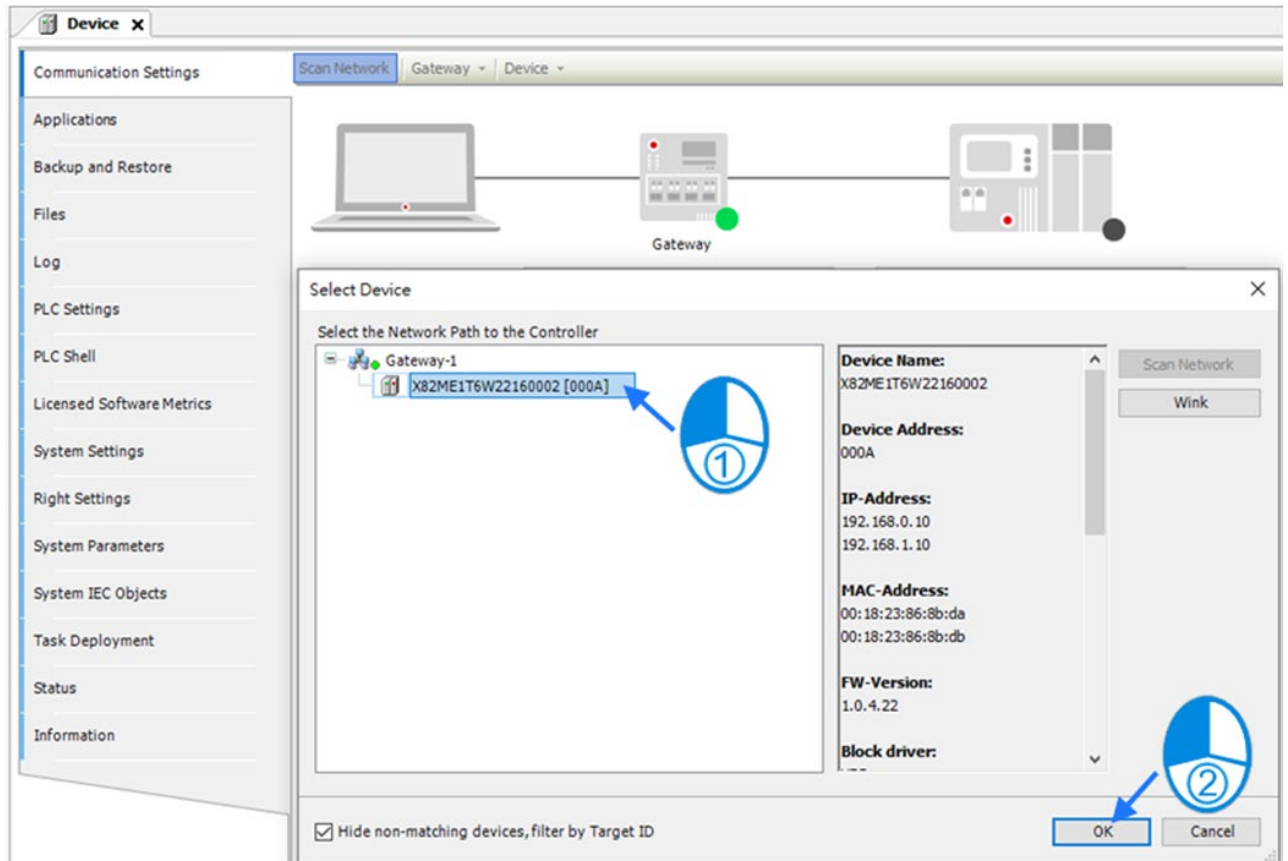 Device
Communication Settings
Applications
Backup and Restore
Files
Log
PLC Settings
PLC Shell
Licensed Software Metrics
System Settings
Right Settings
System Parameters
System IEC Objects
Task Deployment
Status
Information
Scan Network Gateway Device
Gateway
Select Device
Select the Network Path to the Controller
Gateway-1
X82ME1T6W22160002 [000A]
①
Device Name:
X82ME1T6W22160002
Device Address:
000A
IP-Address:
192.168.0.10
192.168.1.10
MAC-Address:
00:18:23:86:8b:da
00:18:23:86:8b:db
FW-Version:
1.0.4.22
Block driver:
Scan Network
Wink
②
Hide non-matching devices, filter by Target ID
OK Cancel